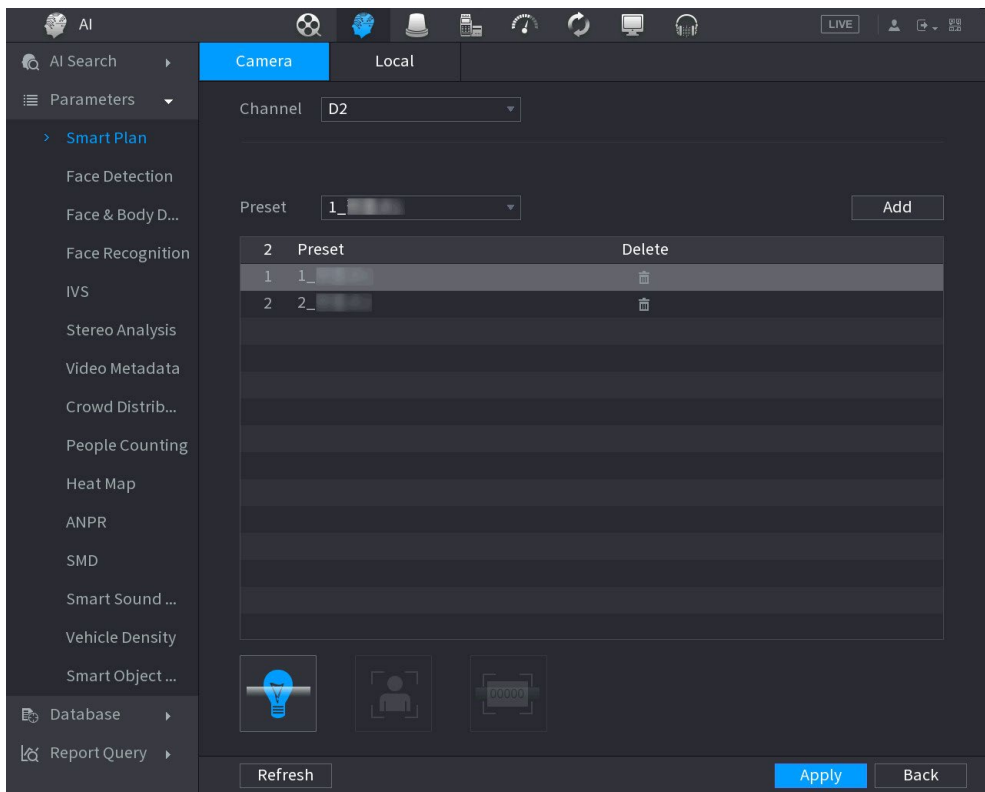 AI LIVE
AI Search
Parameters
Smart Plan
Face Detection
Face & Body D...
Face Recognition
IVS
Stereo Analysis
Video Metadata
Crowd Distrib...
People Counting
Heat Map
ANPR
SMD
Smart Sound ...
Vehicle Density
Smart Object ...
Database
Report Query
Camera Local
Channel D2
Preset 1_ Add
2 Preset Delete
1 1_
2 2_
00000
Refresh Apply Back